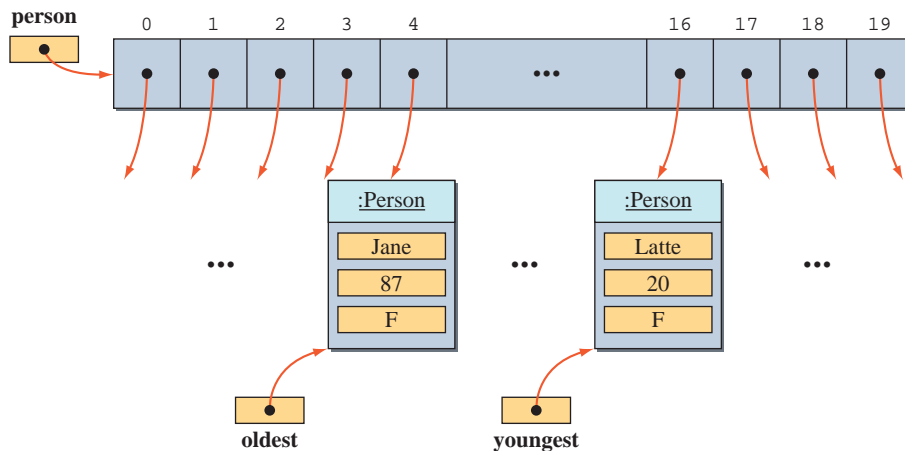 person
0 1 2 3 4 16 17 18 19
•••
:Person :Person
••• Jane ••• Latte •••
87 20
F F
oldest youngest